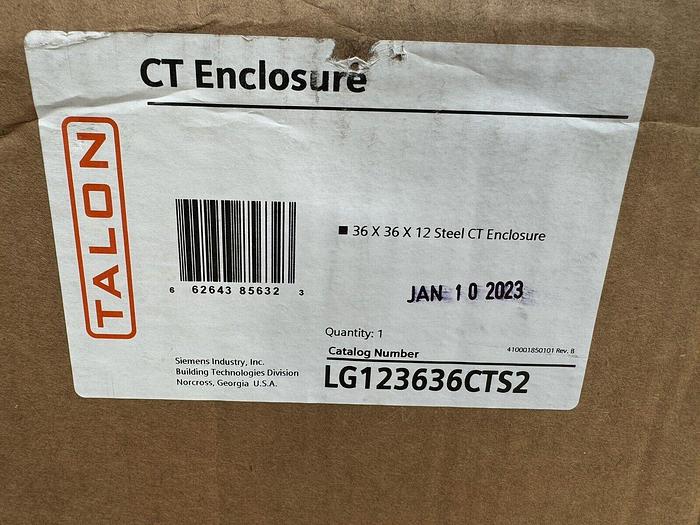 CT Enclosure
TALON
■ 36 X 36 X 12 Steel CT Enclosure
6 62643 85632 3
JAN 10 2023
Quantity: 1
Catalog Number
410001850101 Rev. B
LG123636CTS2
Siemens Industry, Inc.
Building Technologies Division
Norcross, Georgia U.S.A.